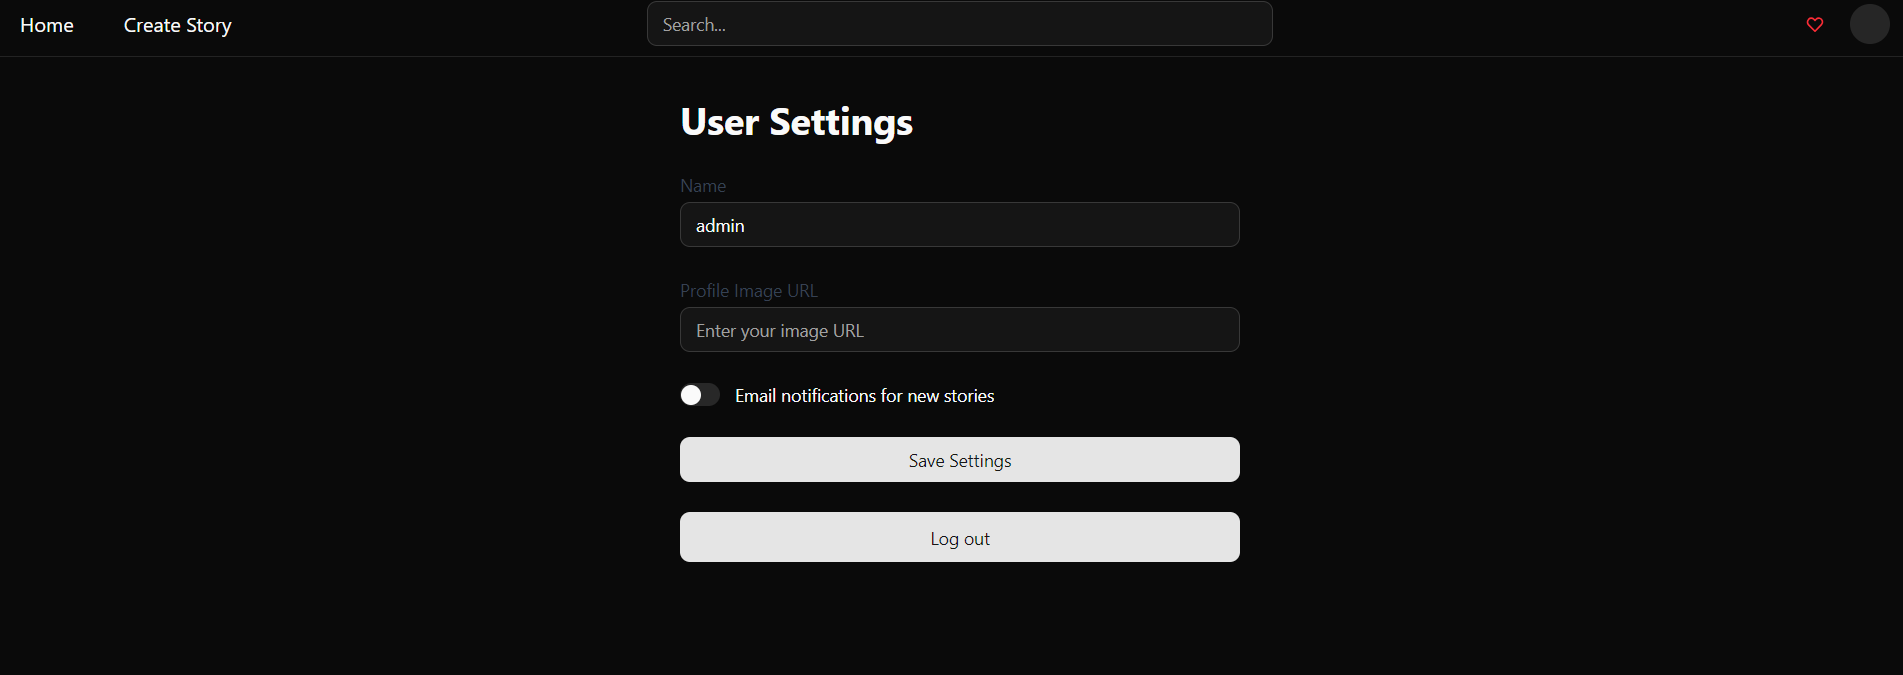 Home
Create Story
Search...
User Settings
Name
admin
Profile Image URL
Enter your image URL
Email notifications for new stories
Save Settings
Log out